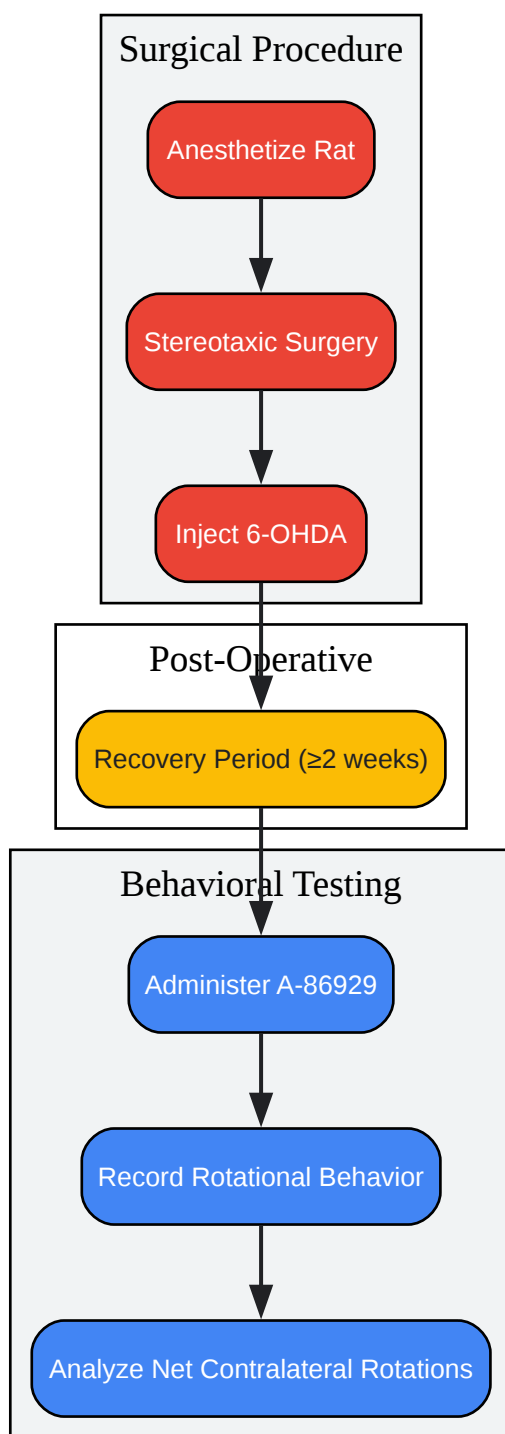 Surgical Procedure
Anesthetize Rat
Stereotaxic Surgery
Inject 6-OHDA
Post-Operative
Recovery Period (≥2 weeks)
Behavioral Testing
Administer A-86929
Record Rotational Behavior
Analyze Net Contralateral Rotations